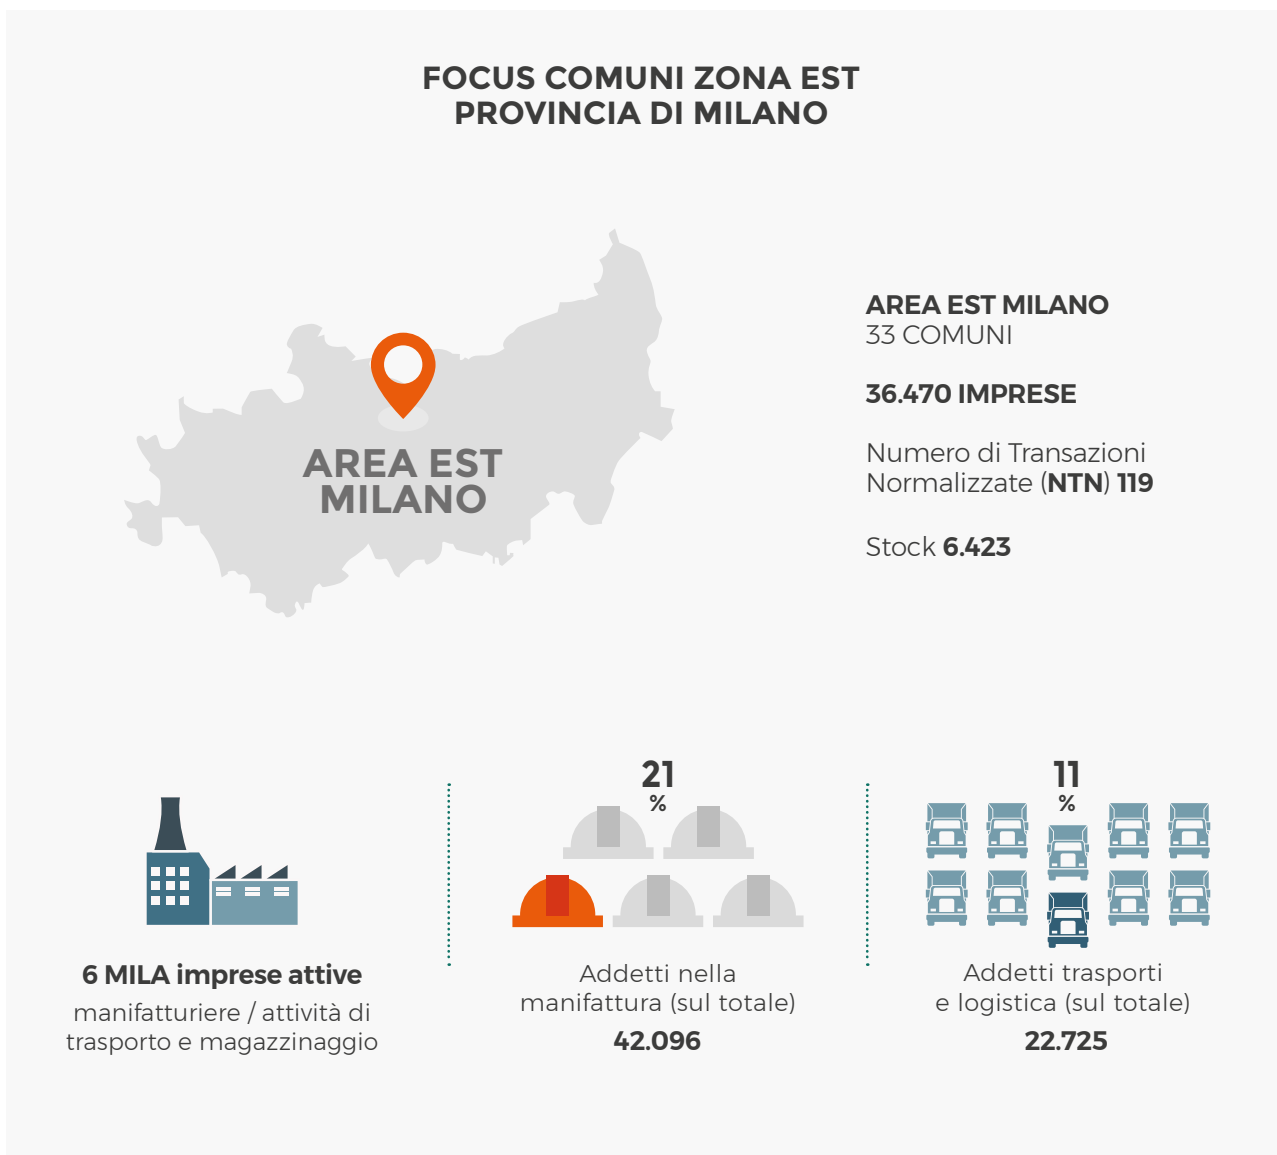 FOCUS COMUNI ZONA EST
PROVINCIA DI MILANO
AREA EST
MILANO
AREA EST MILANO
33 COMUNI
36.470 IMPRESE
Numero di Transazioni
Normalizzate (NTN) 119
Stock 6.423
6 MILA imprese attive
manifatturiere / attività di
trasporto e magazzinaggio
21
%
Addetti nella
manifattura (sul totale)
42.096
11
%
Addetti trasporti
e logistica (sul totale)
22.725